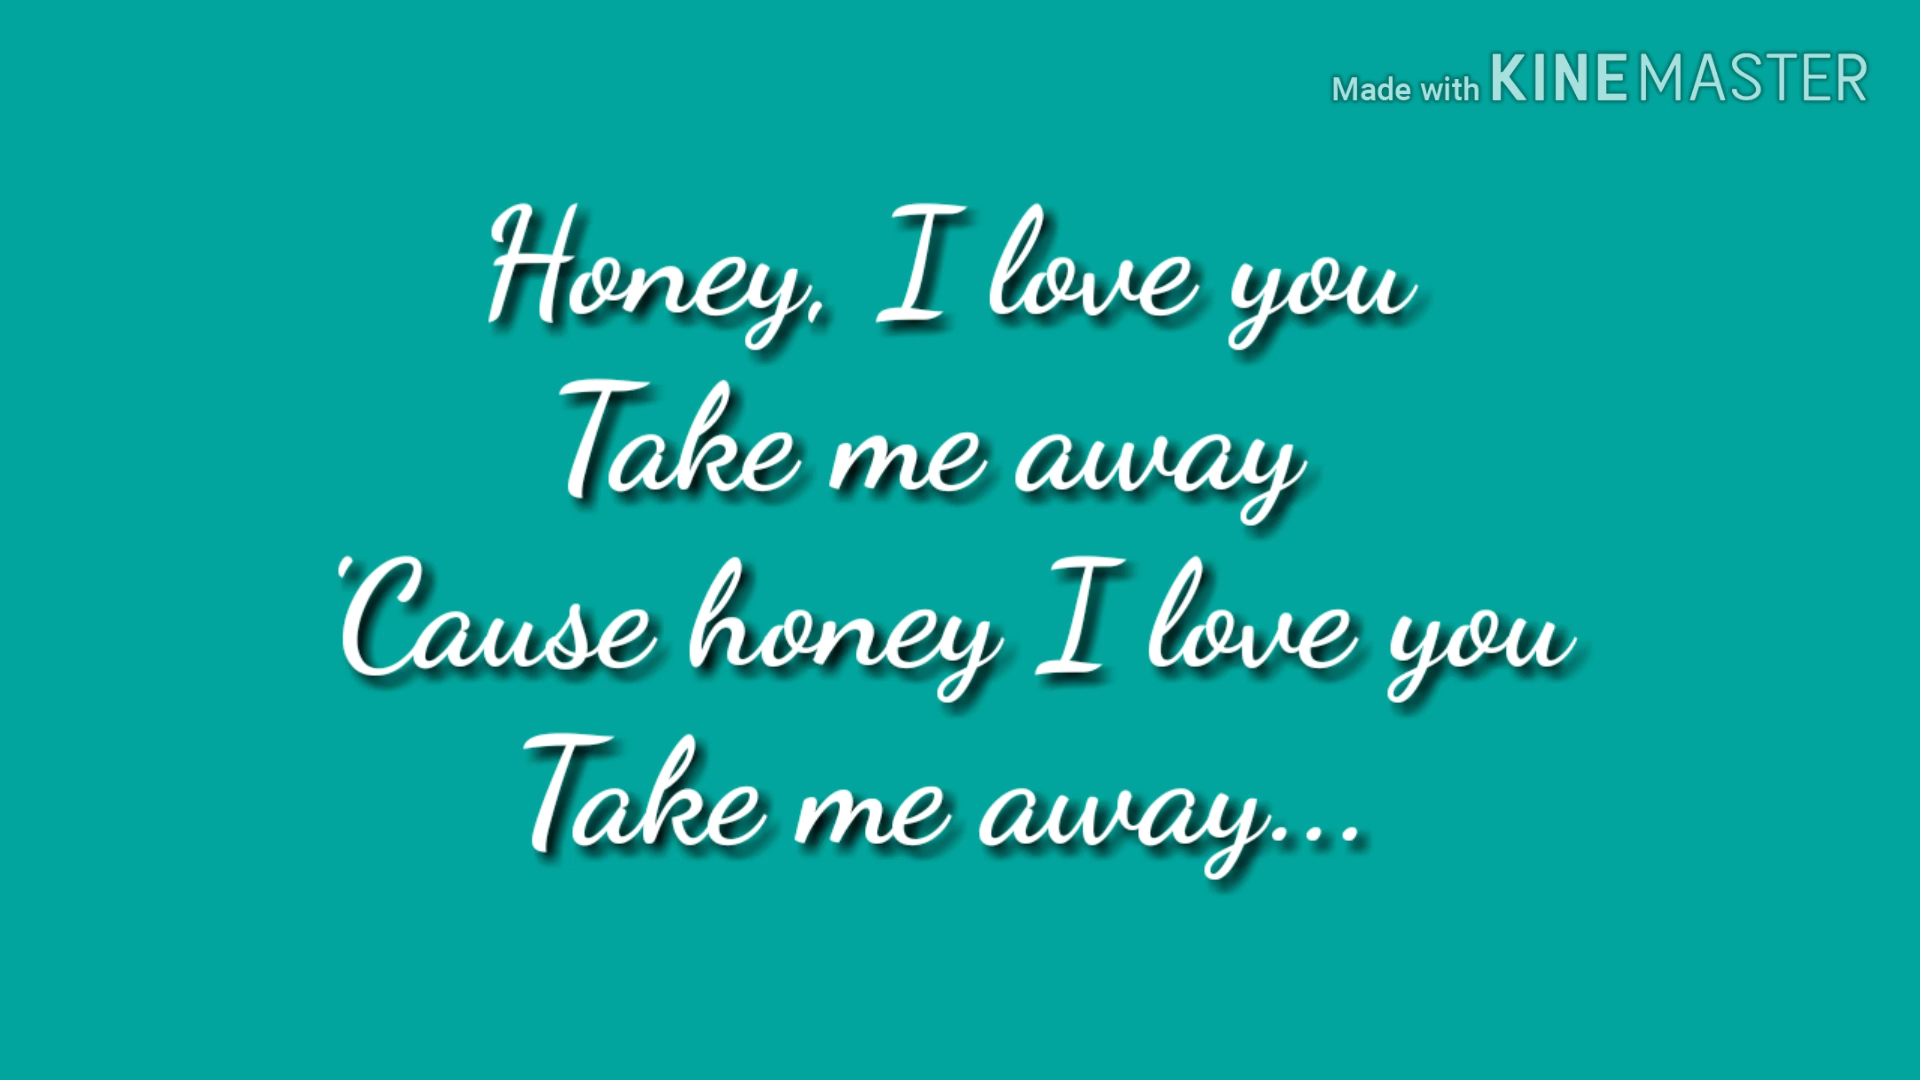 Made with KINEMASTER
Honey, I love you
Take me away
'Cause honey I love you
Take me away...